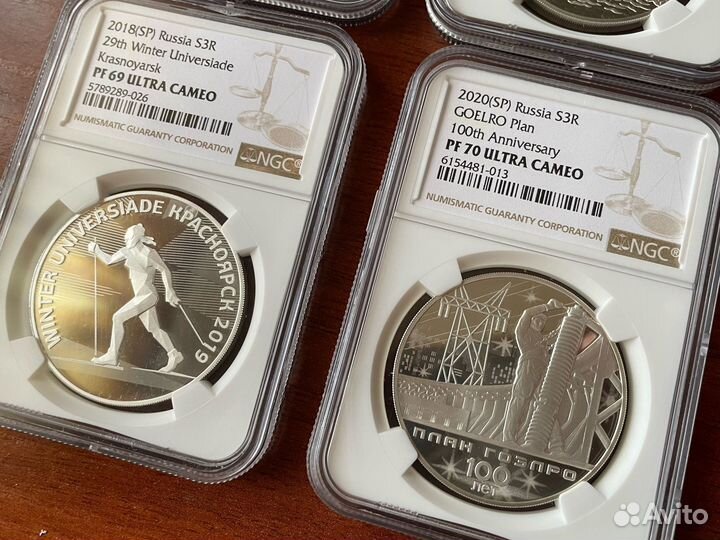 2018(SP) Russia S3R
29th Winter Universiade
Krasnoyarsk
PF 69 ULTRA CAMEO
5789289-026
NUMISMATIC GUARANTY CORPORATION
NGC®
WINTER UNIVERSIADE КРАСНОЯРСК 2019
2020(SP) Russia S3R
GOELRO Plan
100th Anniversary
PF 70 ULTRA CAMEO
6154481-013
NUMISMATIC GUARANTY CORPORATION
NGC®
ПЛАН ГОЭЛРО
100
ЛЕТ
Avito